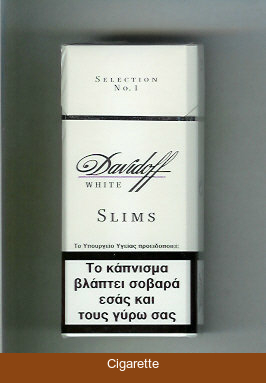 SELECTION
No. 1
Davidoff
WHITE
SLIMS
Το Υπουργείο Υγείας προειδοποιεί:
Το κάπνισμα
βλάπτει σοβαρά
εσάς και
τους γύρω σας
Cigarette